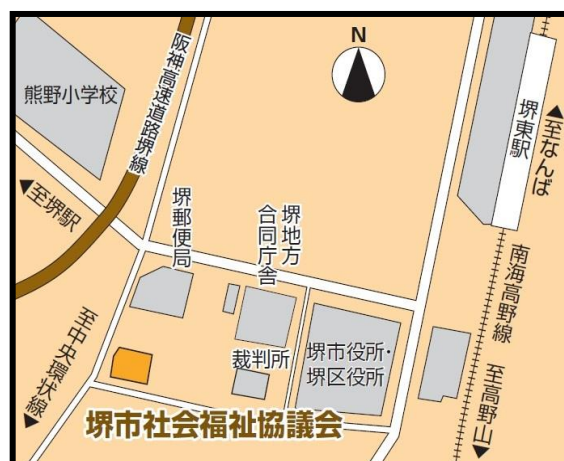 N
熊野小学校
阪神高速道路堺線
堺東駅
▲至なんば
◀至堺駅
堺郵便局
堺地方
合同庁舎
南海高野線
至中央環状線▶
裁判所
堺市役所・
堺区役所
至高野山▶
堺市社会福祉協議会